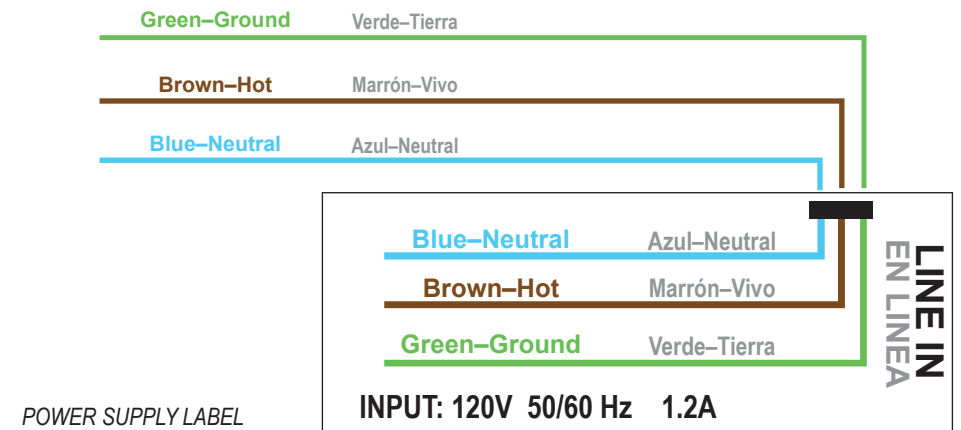 Green–Ground Verde–Tierra
Brown–Hot Marrón–Vivo
Blue–Neutral Azul–Neutral
Blue–Neutral Azul–Neutral
Brown–Hot Marrón–Vivo
Green–Ground Verde–Tierra
LINE IN
EN LINEA
INPUT: 120V 50/60 Hz 1.2A
POWER SUPPLY LABEL